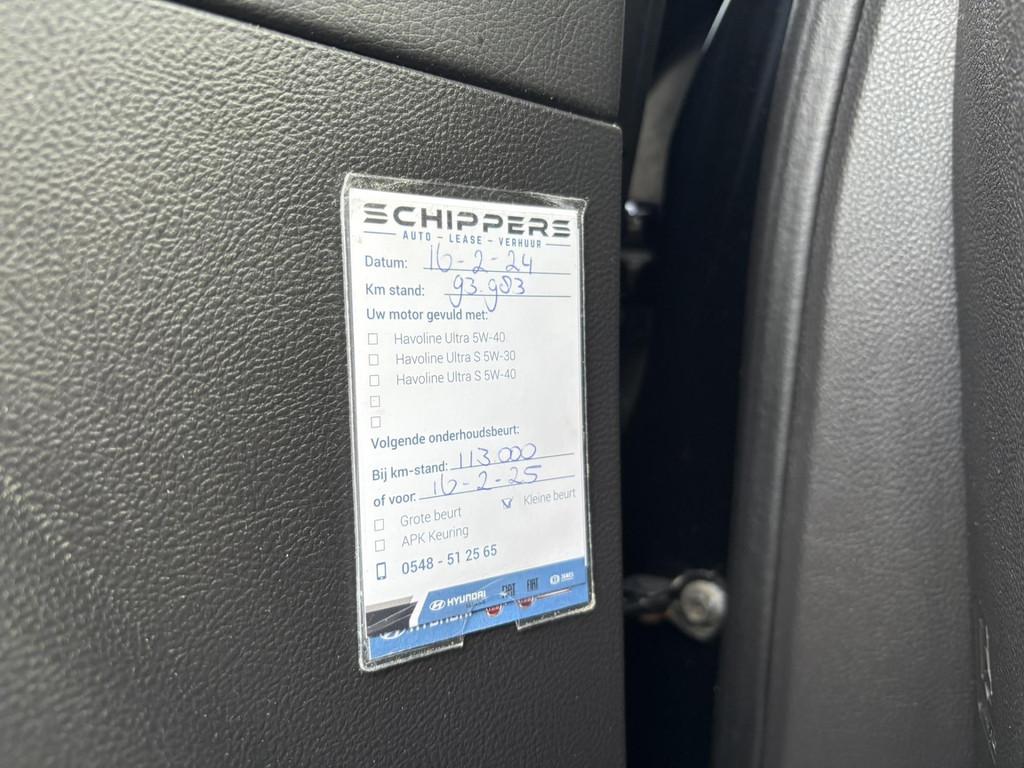 SCHIPPERS
AUTO - LEASE - VERHUUR
Datum: 16-2-24
Km stand: 93.983
Uw motor gevuld met:
Havoline Ultra 5W-40
Havoline Ultra S 5W-30
Havoline Ultra S 5W-40
Volgende onderhoudsbeurt:
Bij km-stand: 113.000
of voor: 16-2-25
Grote beurt Kleine beurt
APK Keuring
0548 - 51 25 65
HYUNDAI FIAT FIAT